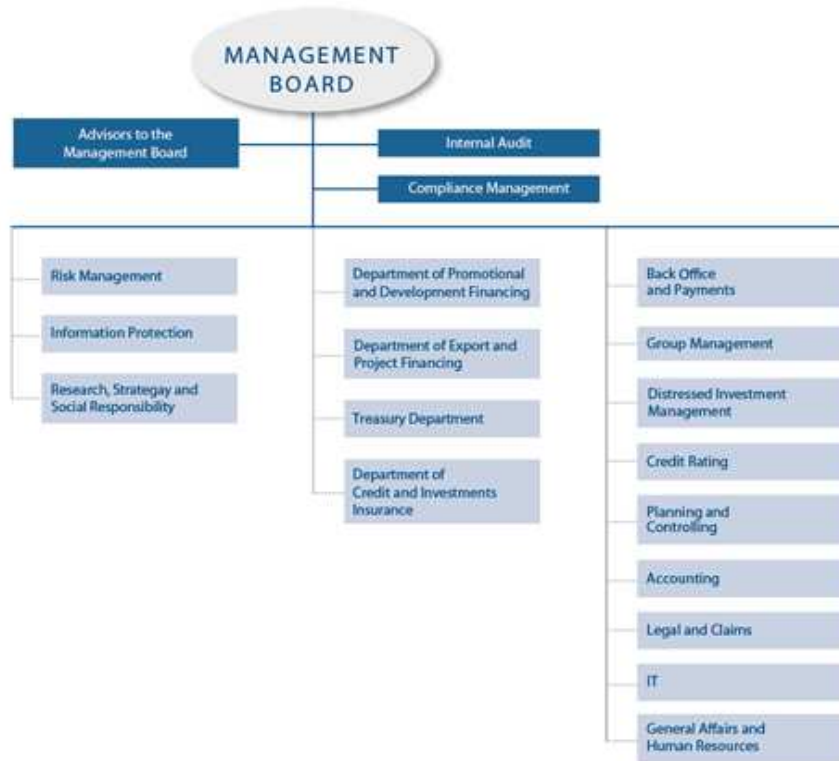 MANAGEMENT
BOARD
Advisors to the
Management Board
Internal Audit
Compliance Management
Risk Management
Information Protection
Research, Strategay and
Social Responsibility
Department of Promotional
and Development Financing
Department of Export and
Project Financing
Treasury Department
Department of
Credit and Investments
Insurance
Back Office
and Payments
Group Management
Distressed Investment
Management
Credit Rating
Planning and
Controlling
Accounting
Legal and Claims
IT
General Affairs and
Human Resources